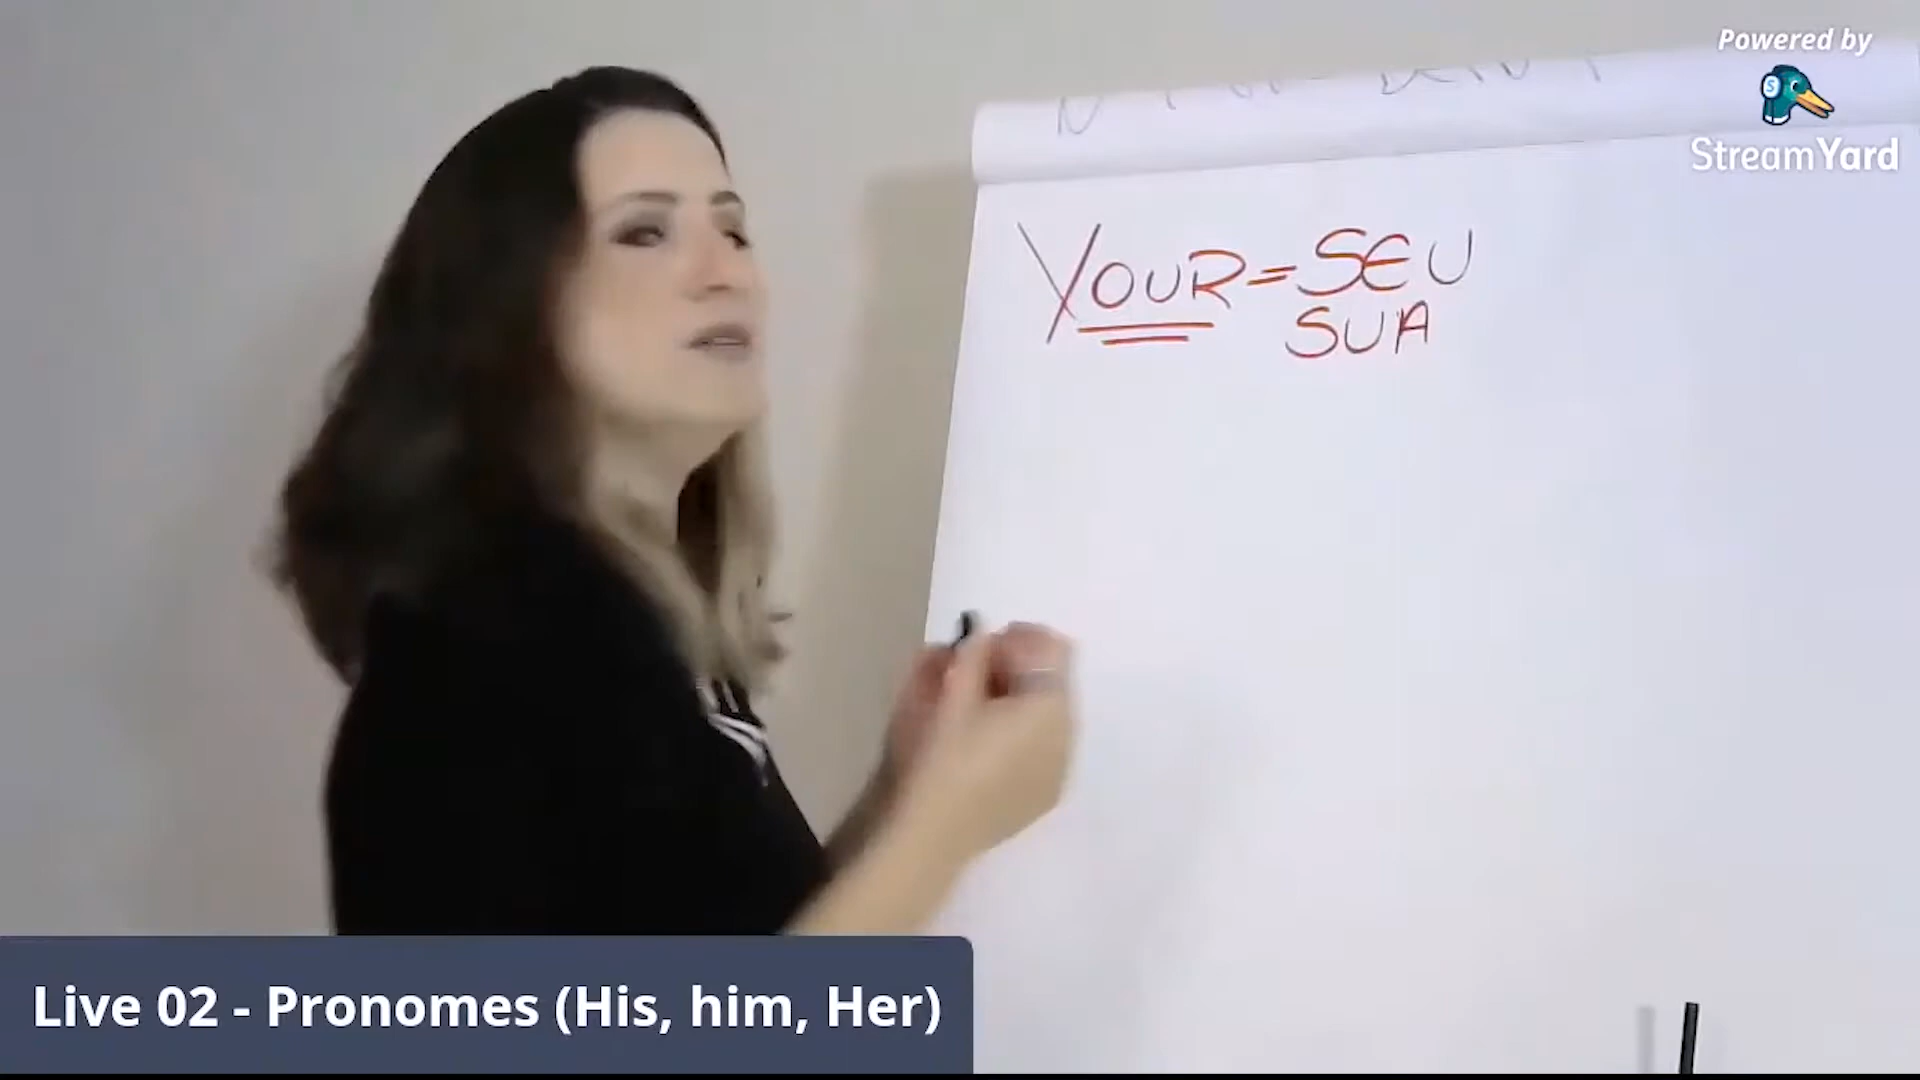 Powered by
StreamYard
YOUR = SEU
SUA
Live 02 - Pronomes (His, him, Her)